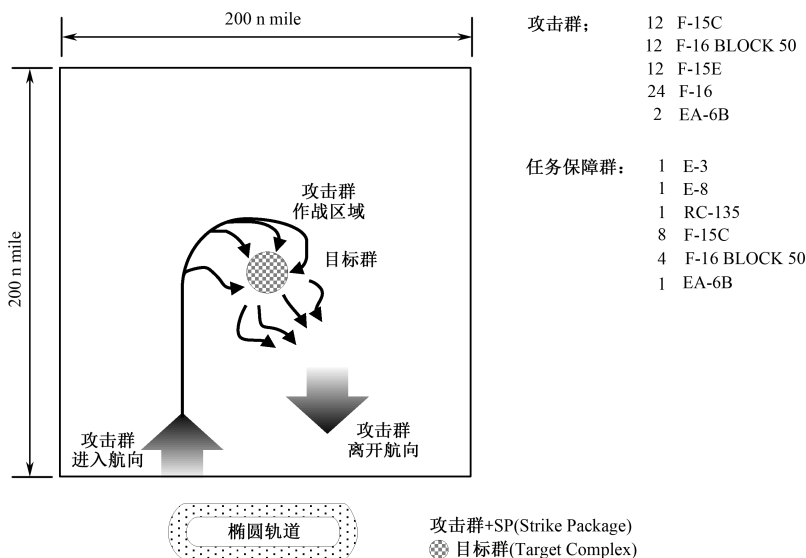 200 n mile
200 n mile
攻击群
作战区域
目标群
攻击群
进入航向
攻击群
离开航向
椭圆轨道
攻击群;
12 F-15C
12 F-16 BLOCK 50
12 F-15E
24 F-16
2 EA-6B
任务保障群:
1 E-3
1 E-8
1 RC-135
8 F-15C
4 F-16 BLOCK 50
1 EA-6B
攻击群+SP(Strike Package)
目标群(Target Complex)